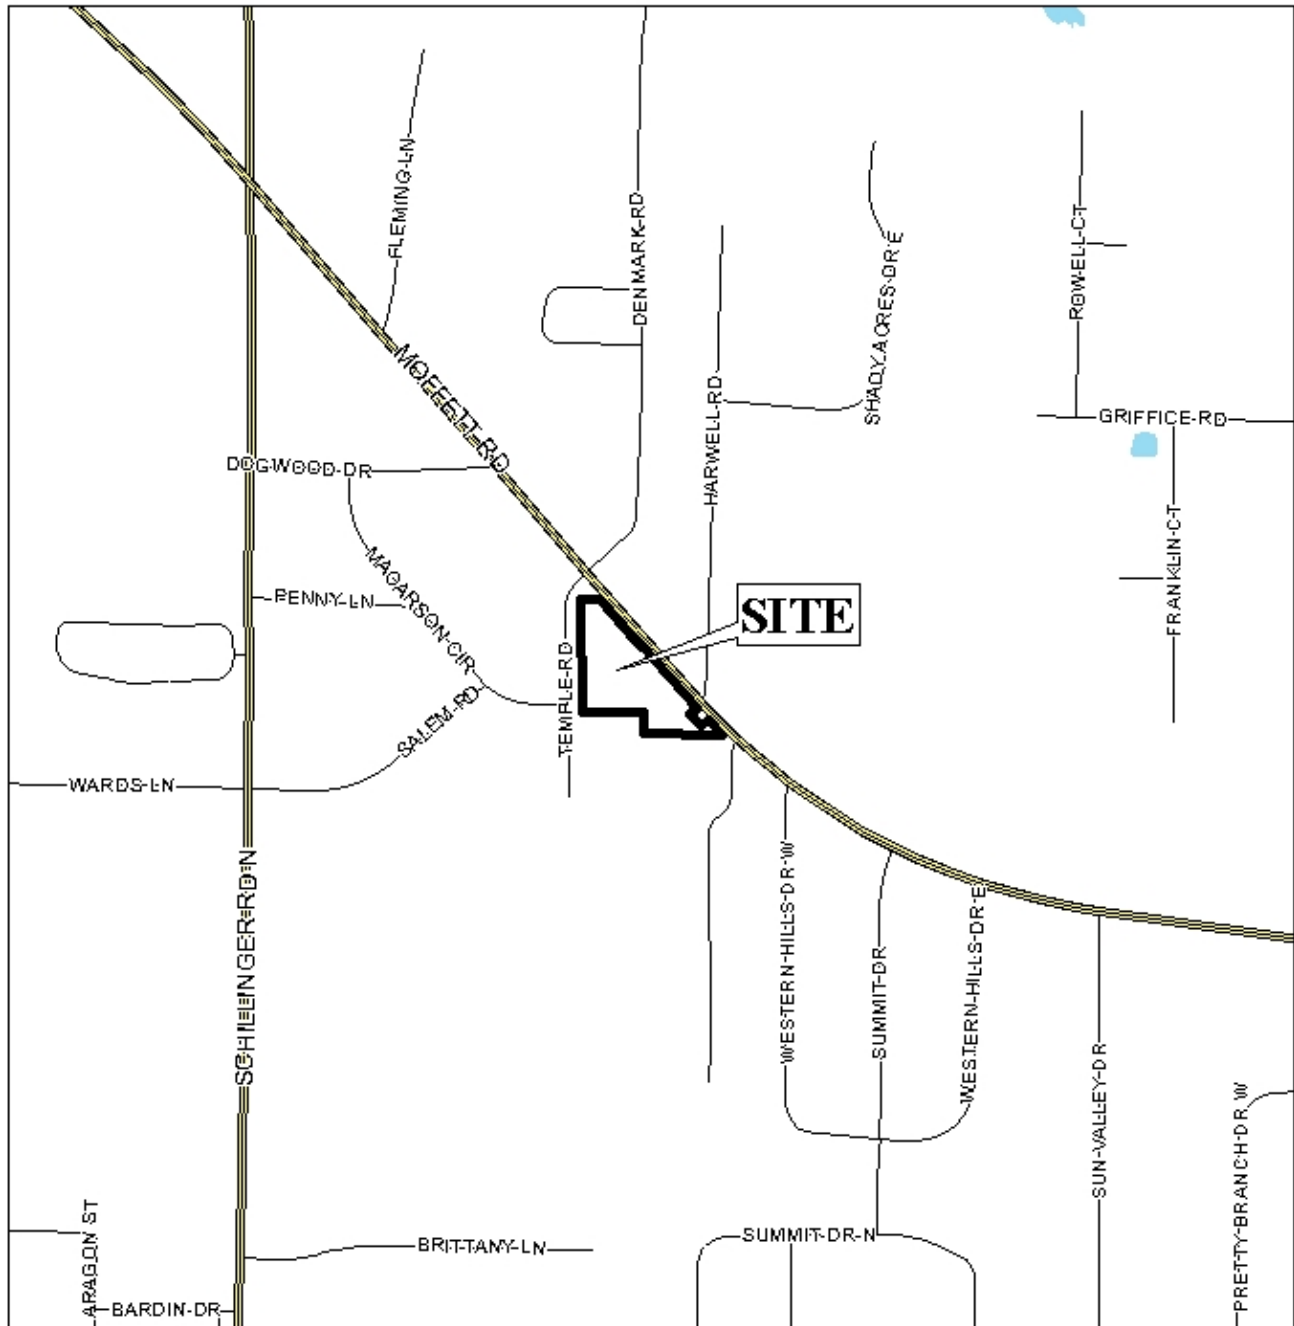 FLEMING LN
DENMARK RD
SHADY ACRES DR E
ROWELL CT
MOFFETT RD
HARWELL RD
GRIFFICE RD
DOGWOOD DR
FRANKLIN CT
MAGARSON CIR
PENNY LN
SITE
TEMPLE RD
SALEM RD
WARDS LN
SCHILLINGER RD N
WESTERN HILLS DR W
SUMMIT DR
WESTERN HILLS DR E
SUN VALLEY DR
PRETTY BRANCH DR W
ARAGON ST
BRITTANY LN
SUMMIT DR N
BARDIN DR